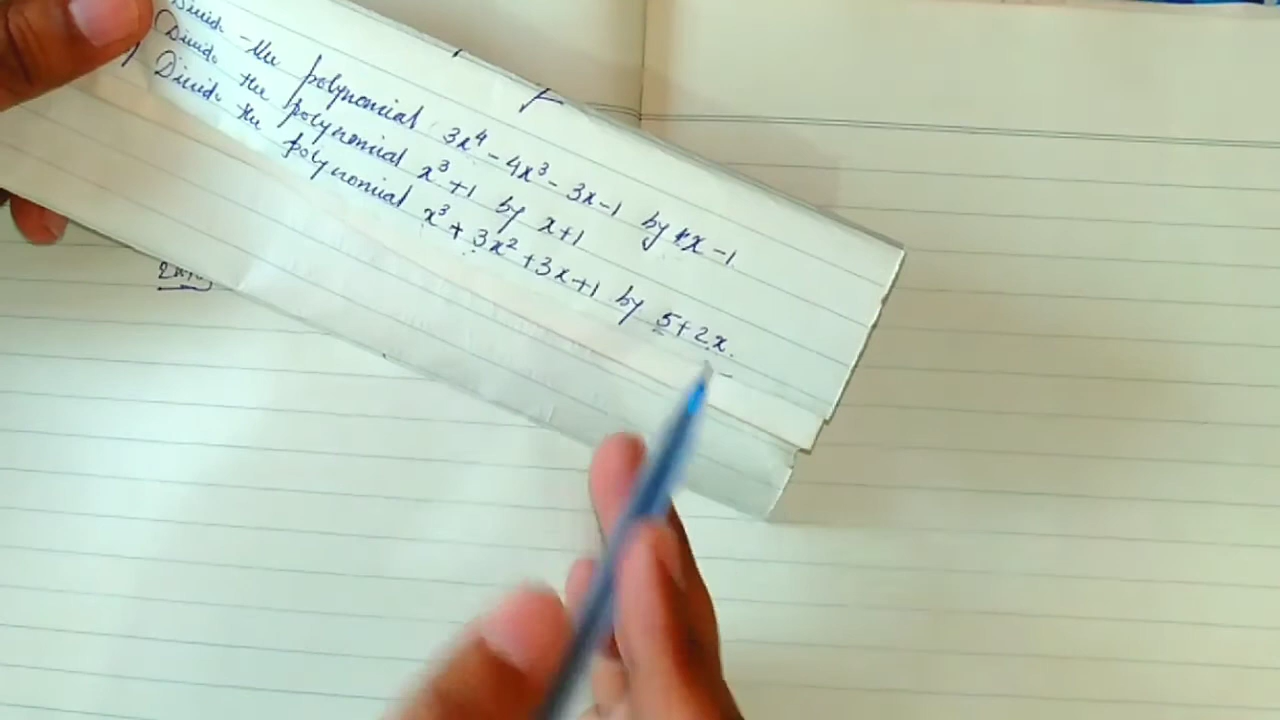 Divide the polynomial 3x⁴ - 4x³ - 3x - 1 by x - 1
Divide the polynomial x³ + 1 by x + 1
Divide the polynomial x³ + 3x² + 3x + 1 by 5 + 2x.